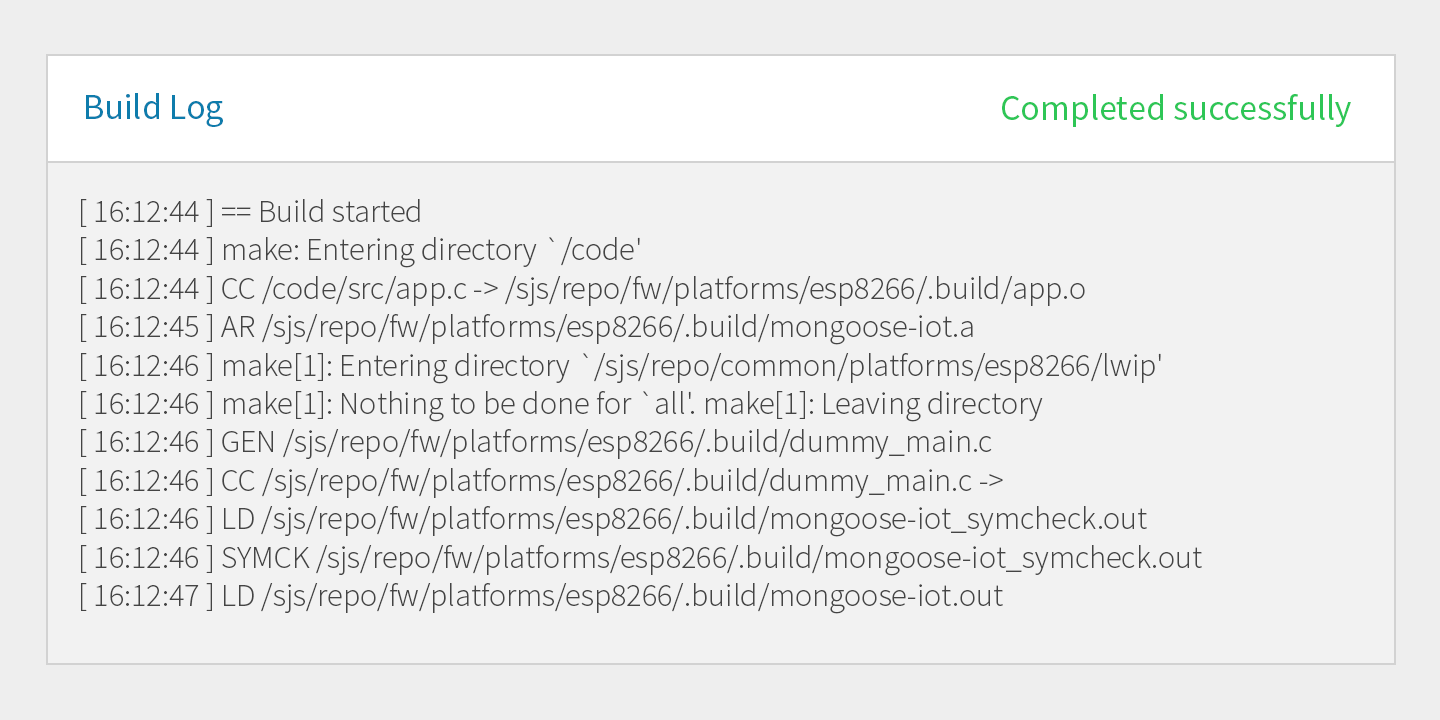 Build Log
Completed successfully
[ 16:12:44 ] == Build started
[ 16:12:44 ] make: Entering directory `/code'
[ 16:12:44 ] CC /code/src/app.c -> /sjs/repo/fw/platforms/esp8266/.build/app.o
[ 16:12:45 ] AR /sjs/repo/fw/platforms/esp8266/.build/mongoose-iot.a
[ 16:12:46 ] make[1]: Entering directory `/sjs/repo/common/platforms/esp8266/lwip'
[ 16:12:46 ] make[1]: Nothing to be done for `all'. make[1]: Leaving directory
[ 16:12:46 ] GEN /sjs/repo/fw/platforms/esp8266/.build/dummy_main.c
[ 16:12:46 ] CC /sjs/repo/fw/platforms/esp8266/.build/dummy_main.c ->
[ 16:12:46 ] LD /sjs/repo/fw/platforms/esp8266/.build/mongoose-iot_symcheck.out
[ 16:12:46 ] SYMCK /sjs/repo/fw/platforms/esp8266/.build/mongoose-iot_symcheck.out
[ 16:12:47 ] LD /sjs/repo/fw/platforms/esp8266/.build/mongoose-iot.out